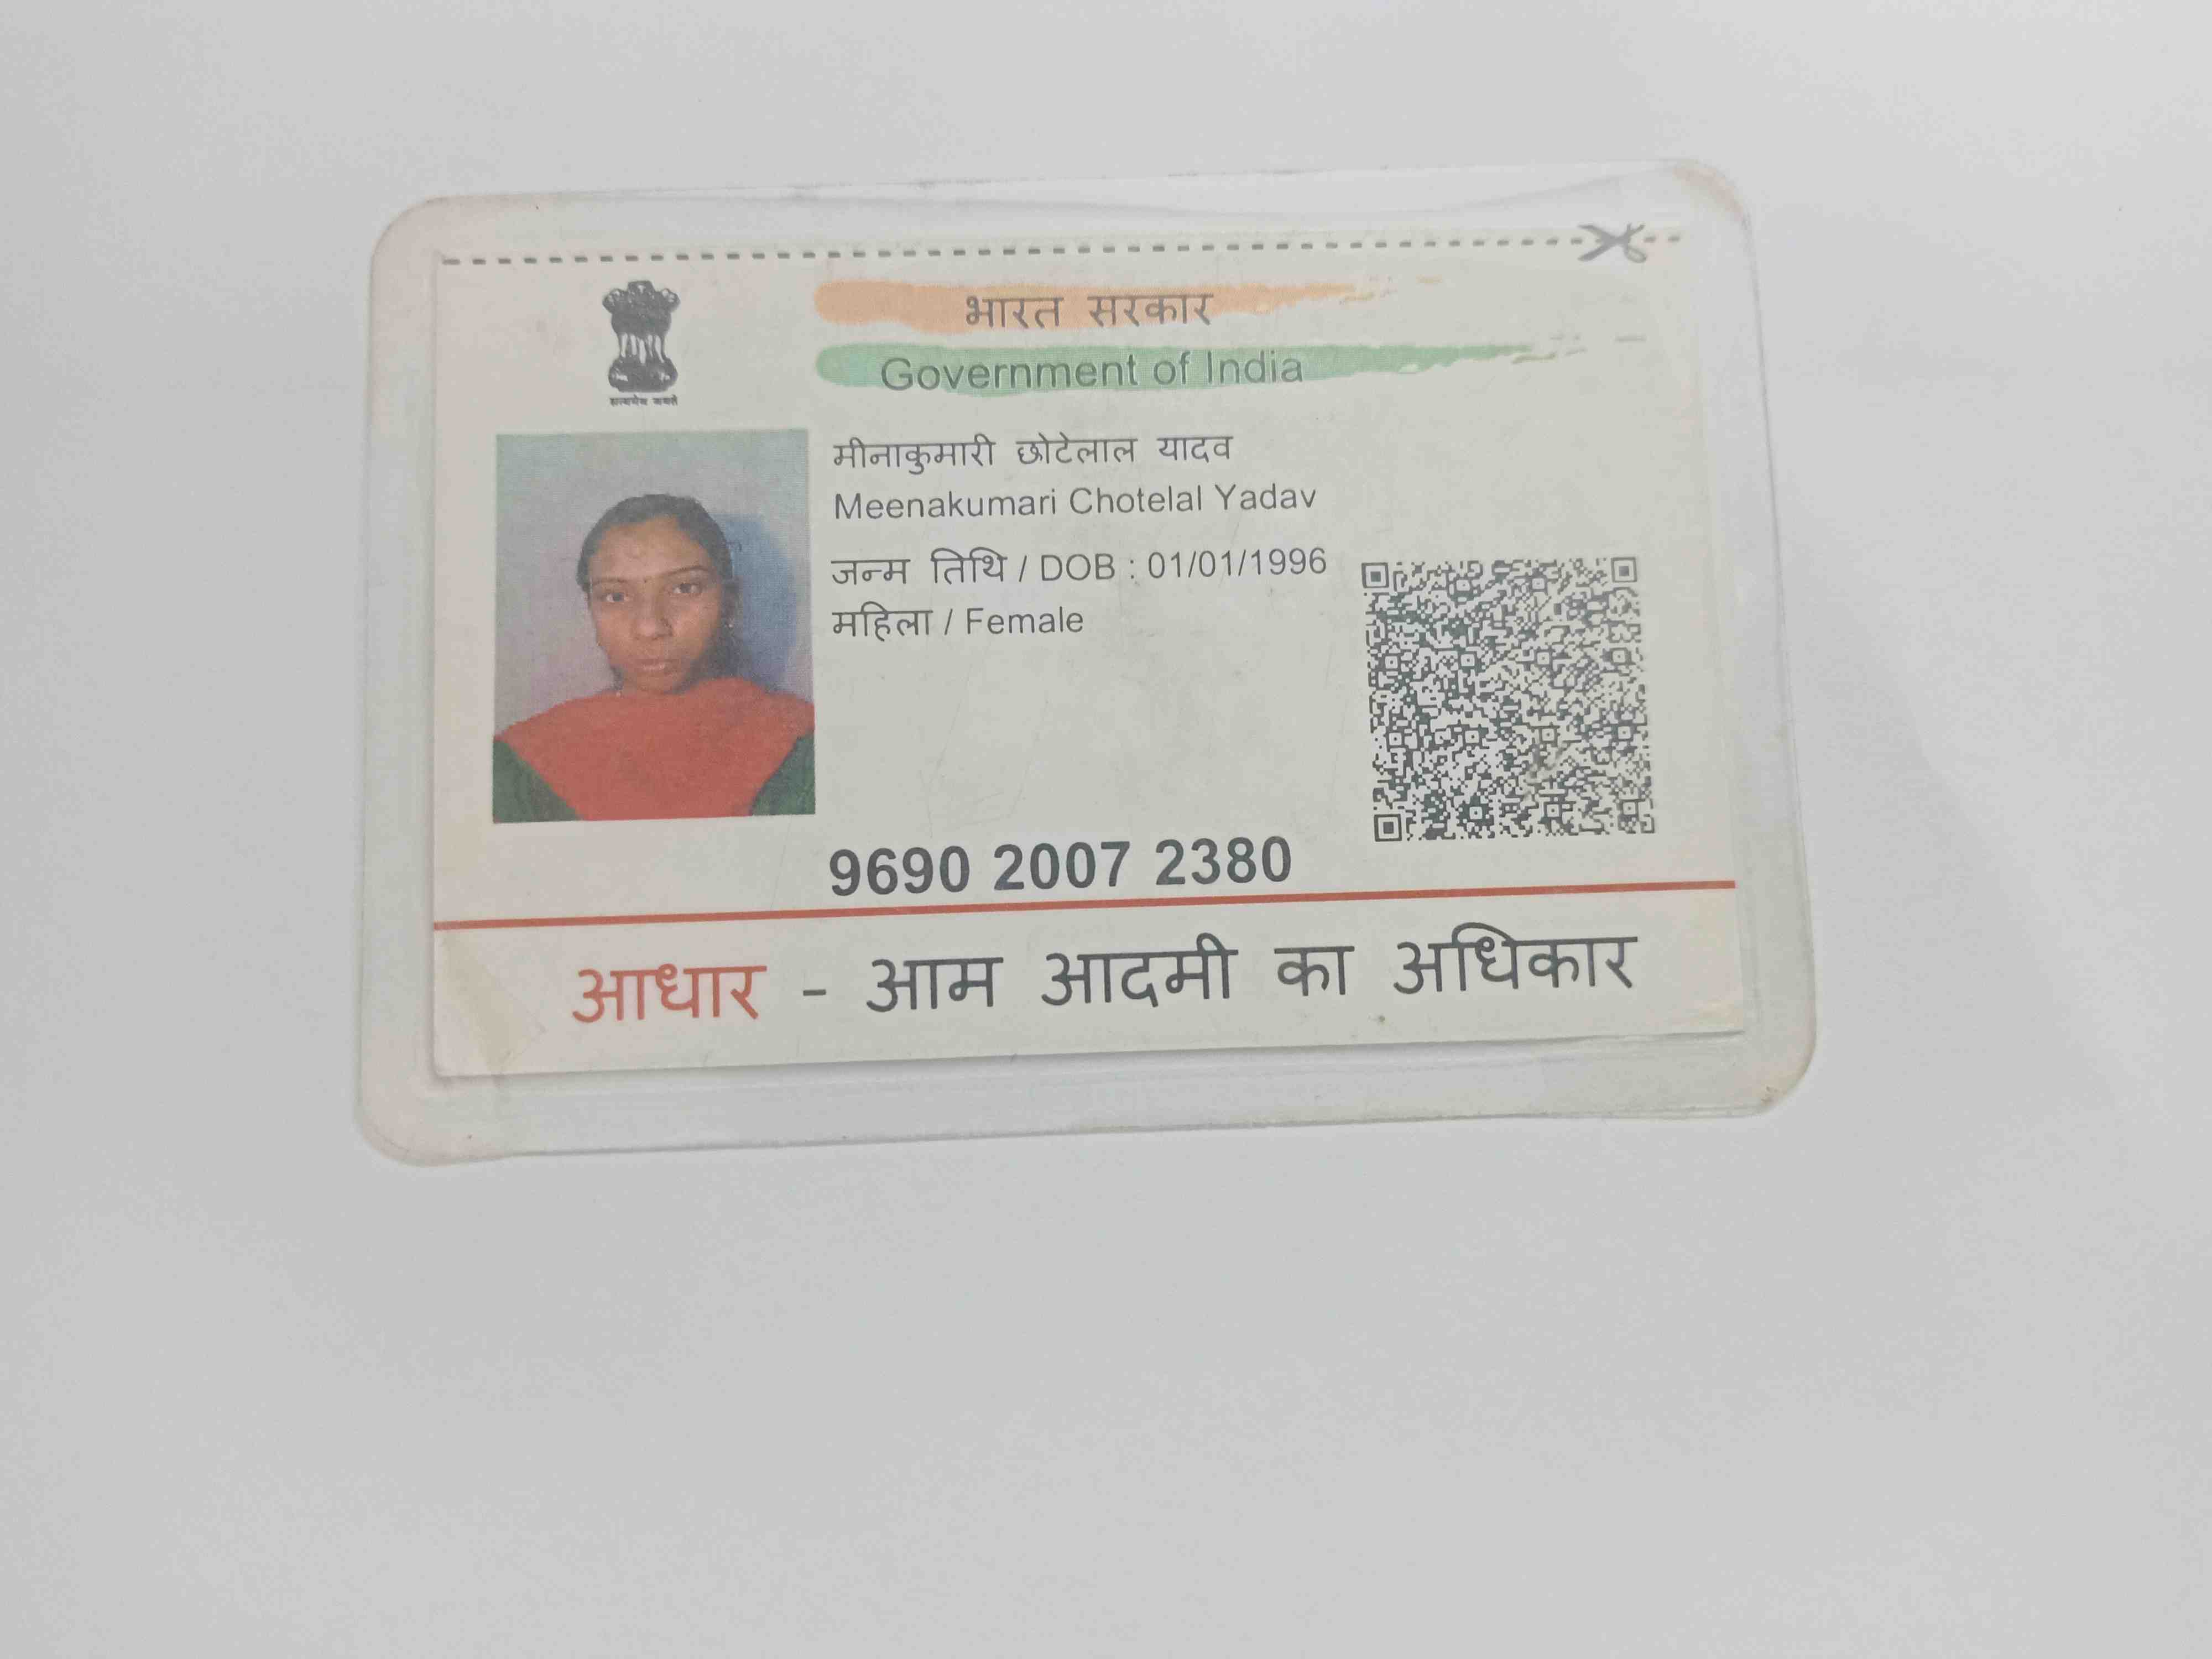 भारत सरकार
Government of India
सत्यमेव जयते
मीनाकुमारी छोटेलाल यादव
Meenakumari Chotelal Yadav
जन्म तिथि / DOB : 01/01/1996
महिला / Female
9690 2007 2380
आधार - आम आदमी का अधिकार